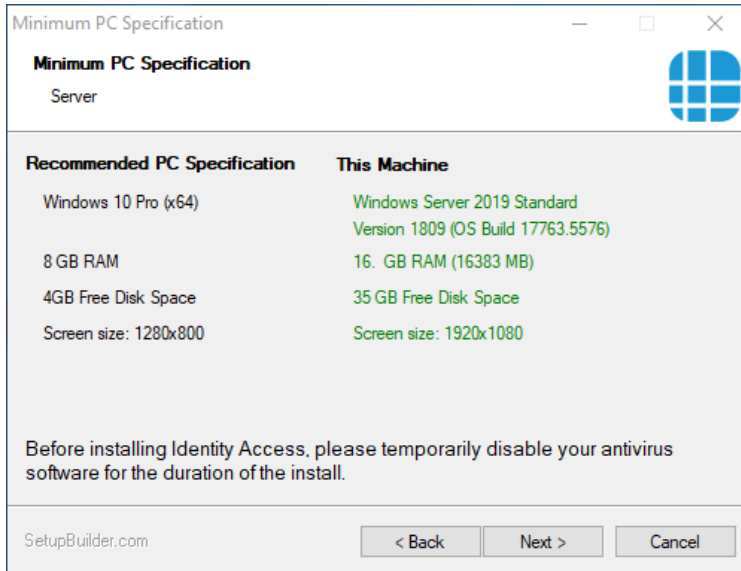 Minimum PC Specification
Minimum PC Specification
Server
Recommended PC Specification This Machine
Windows 10 Pro (x64) Windows Server 2019 Standard
Version 1809 (OS Build 17763.5576)
8 GB RAM 16. GB RAM (16383 MB)
4GB Free Disk Space 35 GB Free Disk Space
Screen size: 1280x800 Screen size: 1920x1080
Before installing Identity Access, please temporarily disable your antivirus
software for the duration of the install.
SetupBuilder.com < Back Next > Cancel